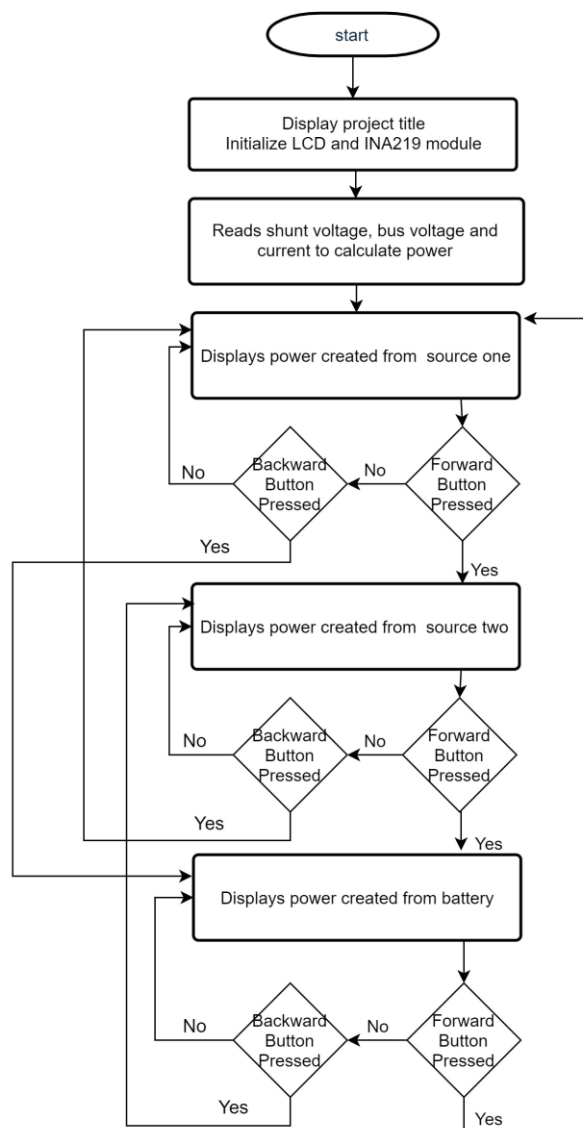 start
Display project title
Initialize LCD and INA219 module
Reads shunt voltage, bus voltage and
current to calculate power
Displays power created from source one
Backward
Button
Pressed
Forward
Button
Pressed
No
No
Yes
Yes
Displays power created from source two
Backward
Button
Pressed
Forward
Button
Pressed
No
No
Yes
Yes
Displays power created from battery
Backward
Button
Pressed
Forward
Button
Pressed
No
No
Yes
Yes